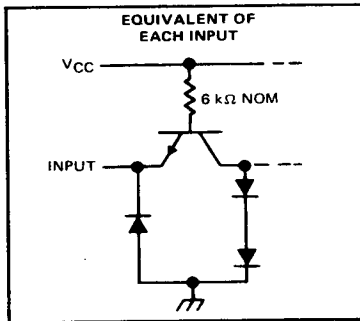 EQUIVALENT OF
EACH INPUT
VCC
6 kΩ NOM
INPUT